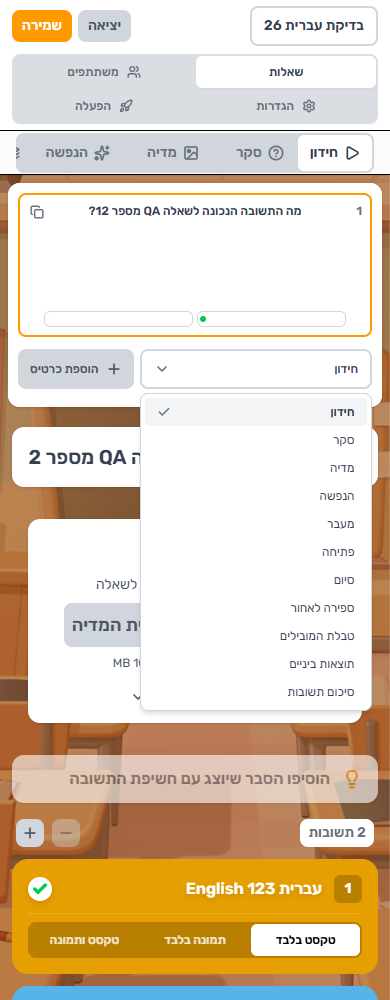 בדיקת עברית 26
יציאה
שמירה
שאלות
משתתפים
הגדרות
הפעלה
חידון
סקר
מדיה
הנפשה
1
מה התשובה הנכונה לשאלה QA מספר 12?
חידון
הוספת כרטיס
חידון
סקר
מדיה
הנפשה
מעבר
פתיחה
סיום
ספירה לאחור
טבלת המובילים
תוצאות ביניים
סיכום תשובות
QA מספר 2
לשאלה
המדיה
MB
הוסיפו הסבר שיוצג עם חשיפת התשובה
2 תשובות
1
עברית 123 English
טקסט בלבד
תמונה בלבד
טקסט ותמונה